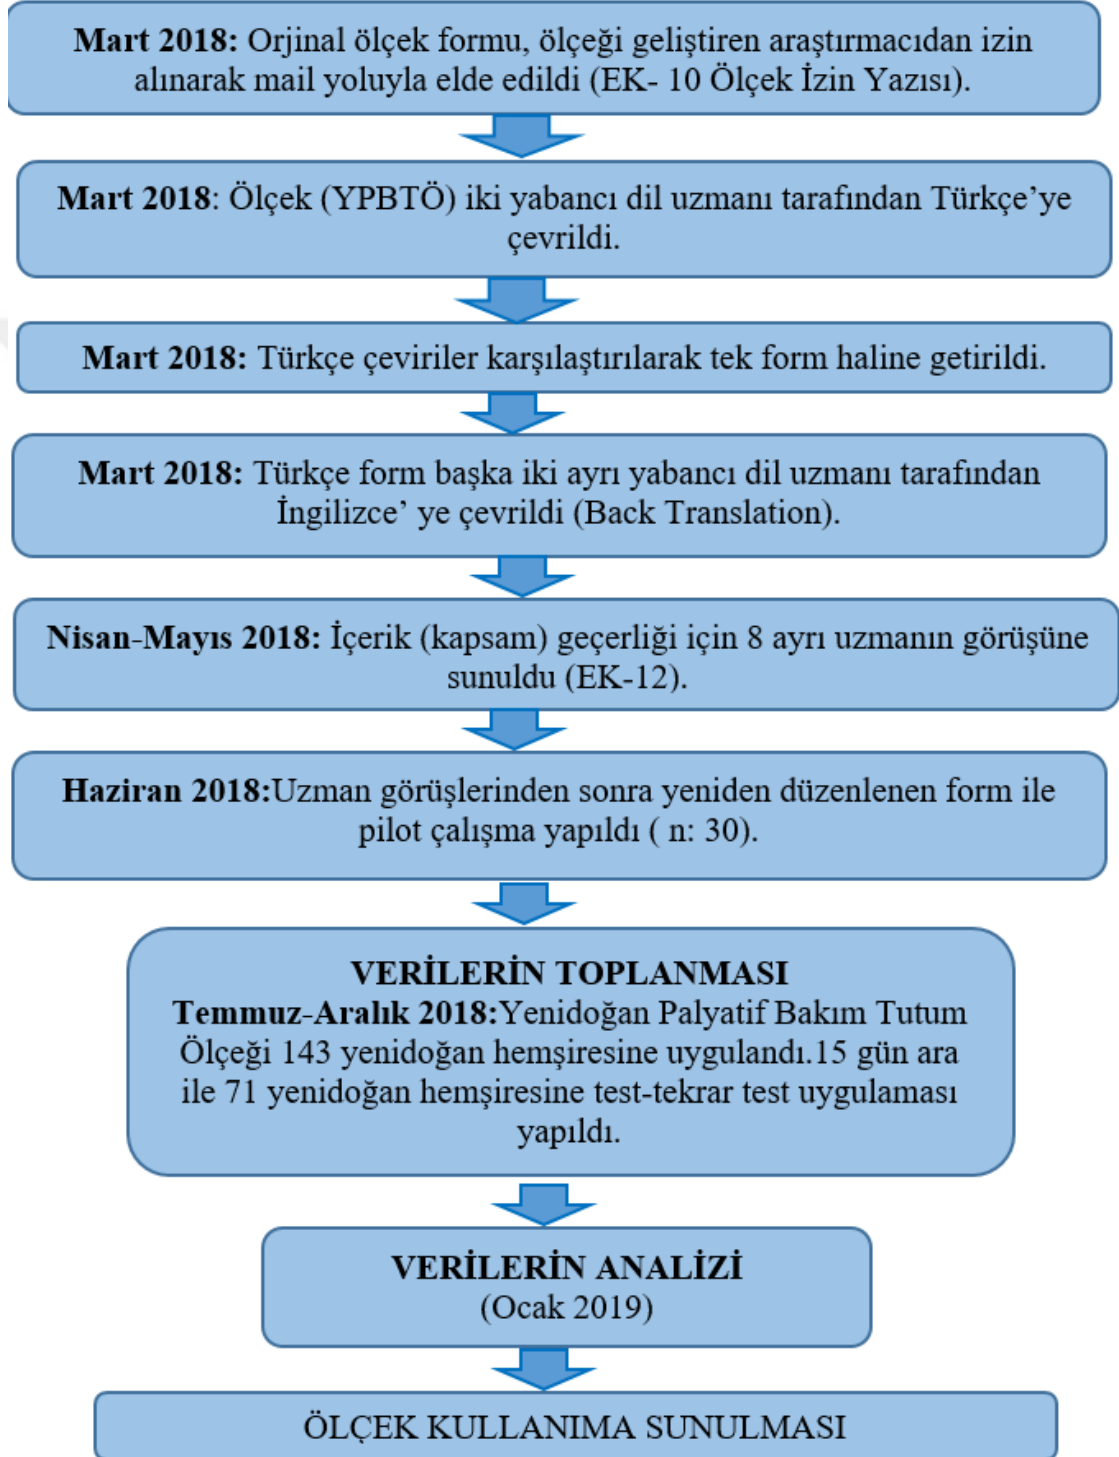 Mart 2018: Orjinal ölçek formu, ölçeği geliştiren araştırmacıdan izin
alınarak mail yoluyla elde edildi (EK- 10 Ölçek İzin Yazısı).
Mart 2018: Ölçek (YPBTÖ) iki yabancı dil uzmanı tarafından Türkçe’ye
çevrildi.
Mart 2018: Türkçe çeviriler karşılaştırılarak tek form haline getirildi.
Mart 2018: Türkçe form başka iki ayrı yabancı dil uzmanı tarafından
İngilizce’ ye çevrildi (Back Translation).
Nisan-Mayıs 2018: İçerik (kapsam) geçerliği için 8 ayrı uzmanın görüşüne
sunuldu (EK-12).
Haziran 2018:Uzman görüşlerinden sonra yeniden düzenlenen form ile
pilot çalışma yapıldı ( n: 30).
VERİLERİN TOPLANMASI
Temmuz-Aralık 2018:Yenidoğan Palyatif Bakım Tutum
Ölçeği 143 yenidoğan hemşiresine uygulandı.15 gün ara
ile 71 yenidoğan hemşiresine test-tekrar test uygulaması
yapıldı.
VERİLERİN ANALİZİ
(Ocak 2019)
ÖLÇEK KULLANIMA SUNULMASI